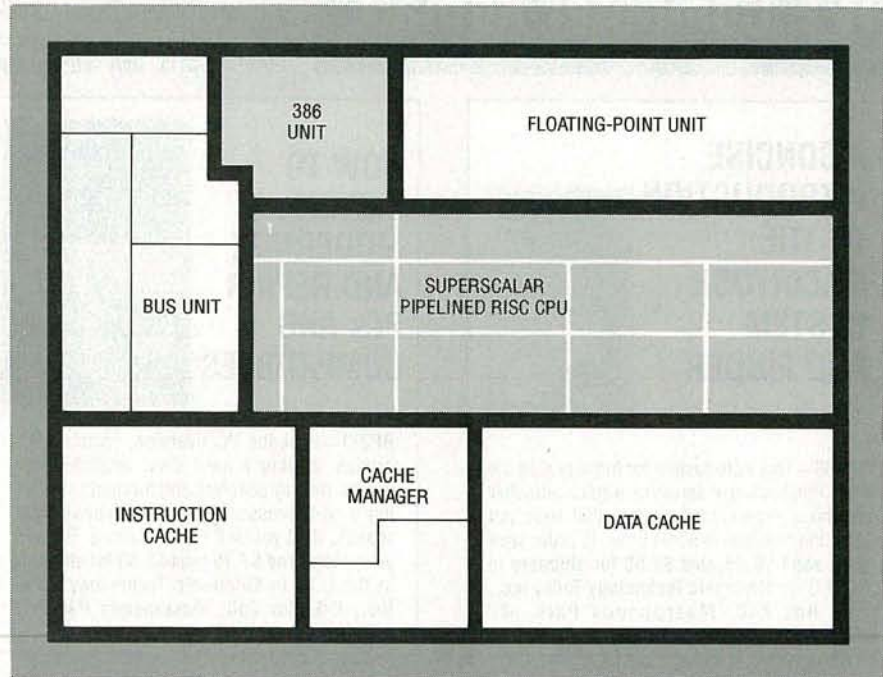 386
UNIT
FLOATING-POINT UNIT
BUS UNIT
SUPERSCALAR
PIPELINED RISC CPU
INSTRUCTION
CACHE
CACHE
MANAGER
DATA CACHE